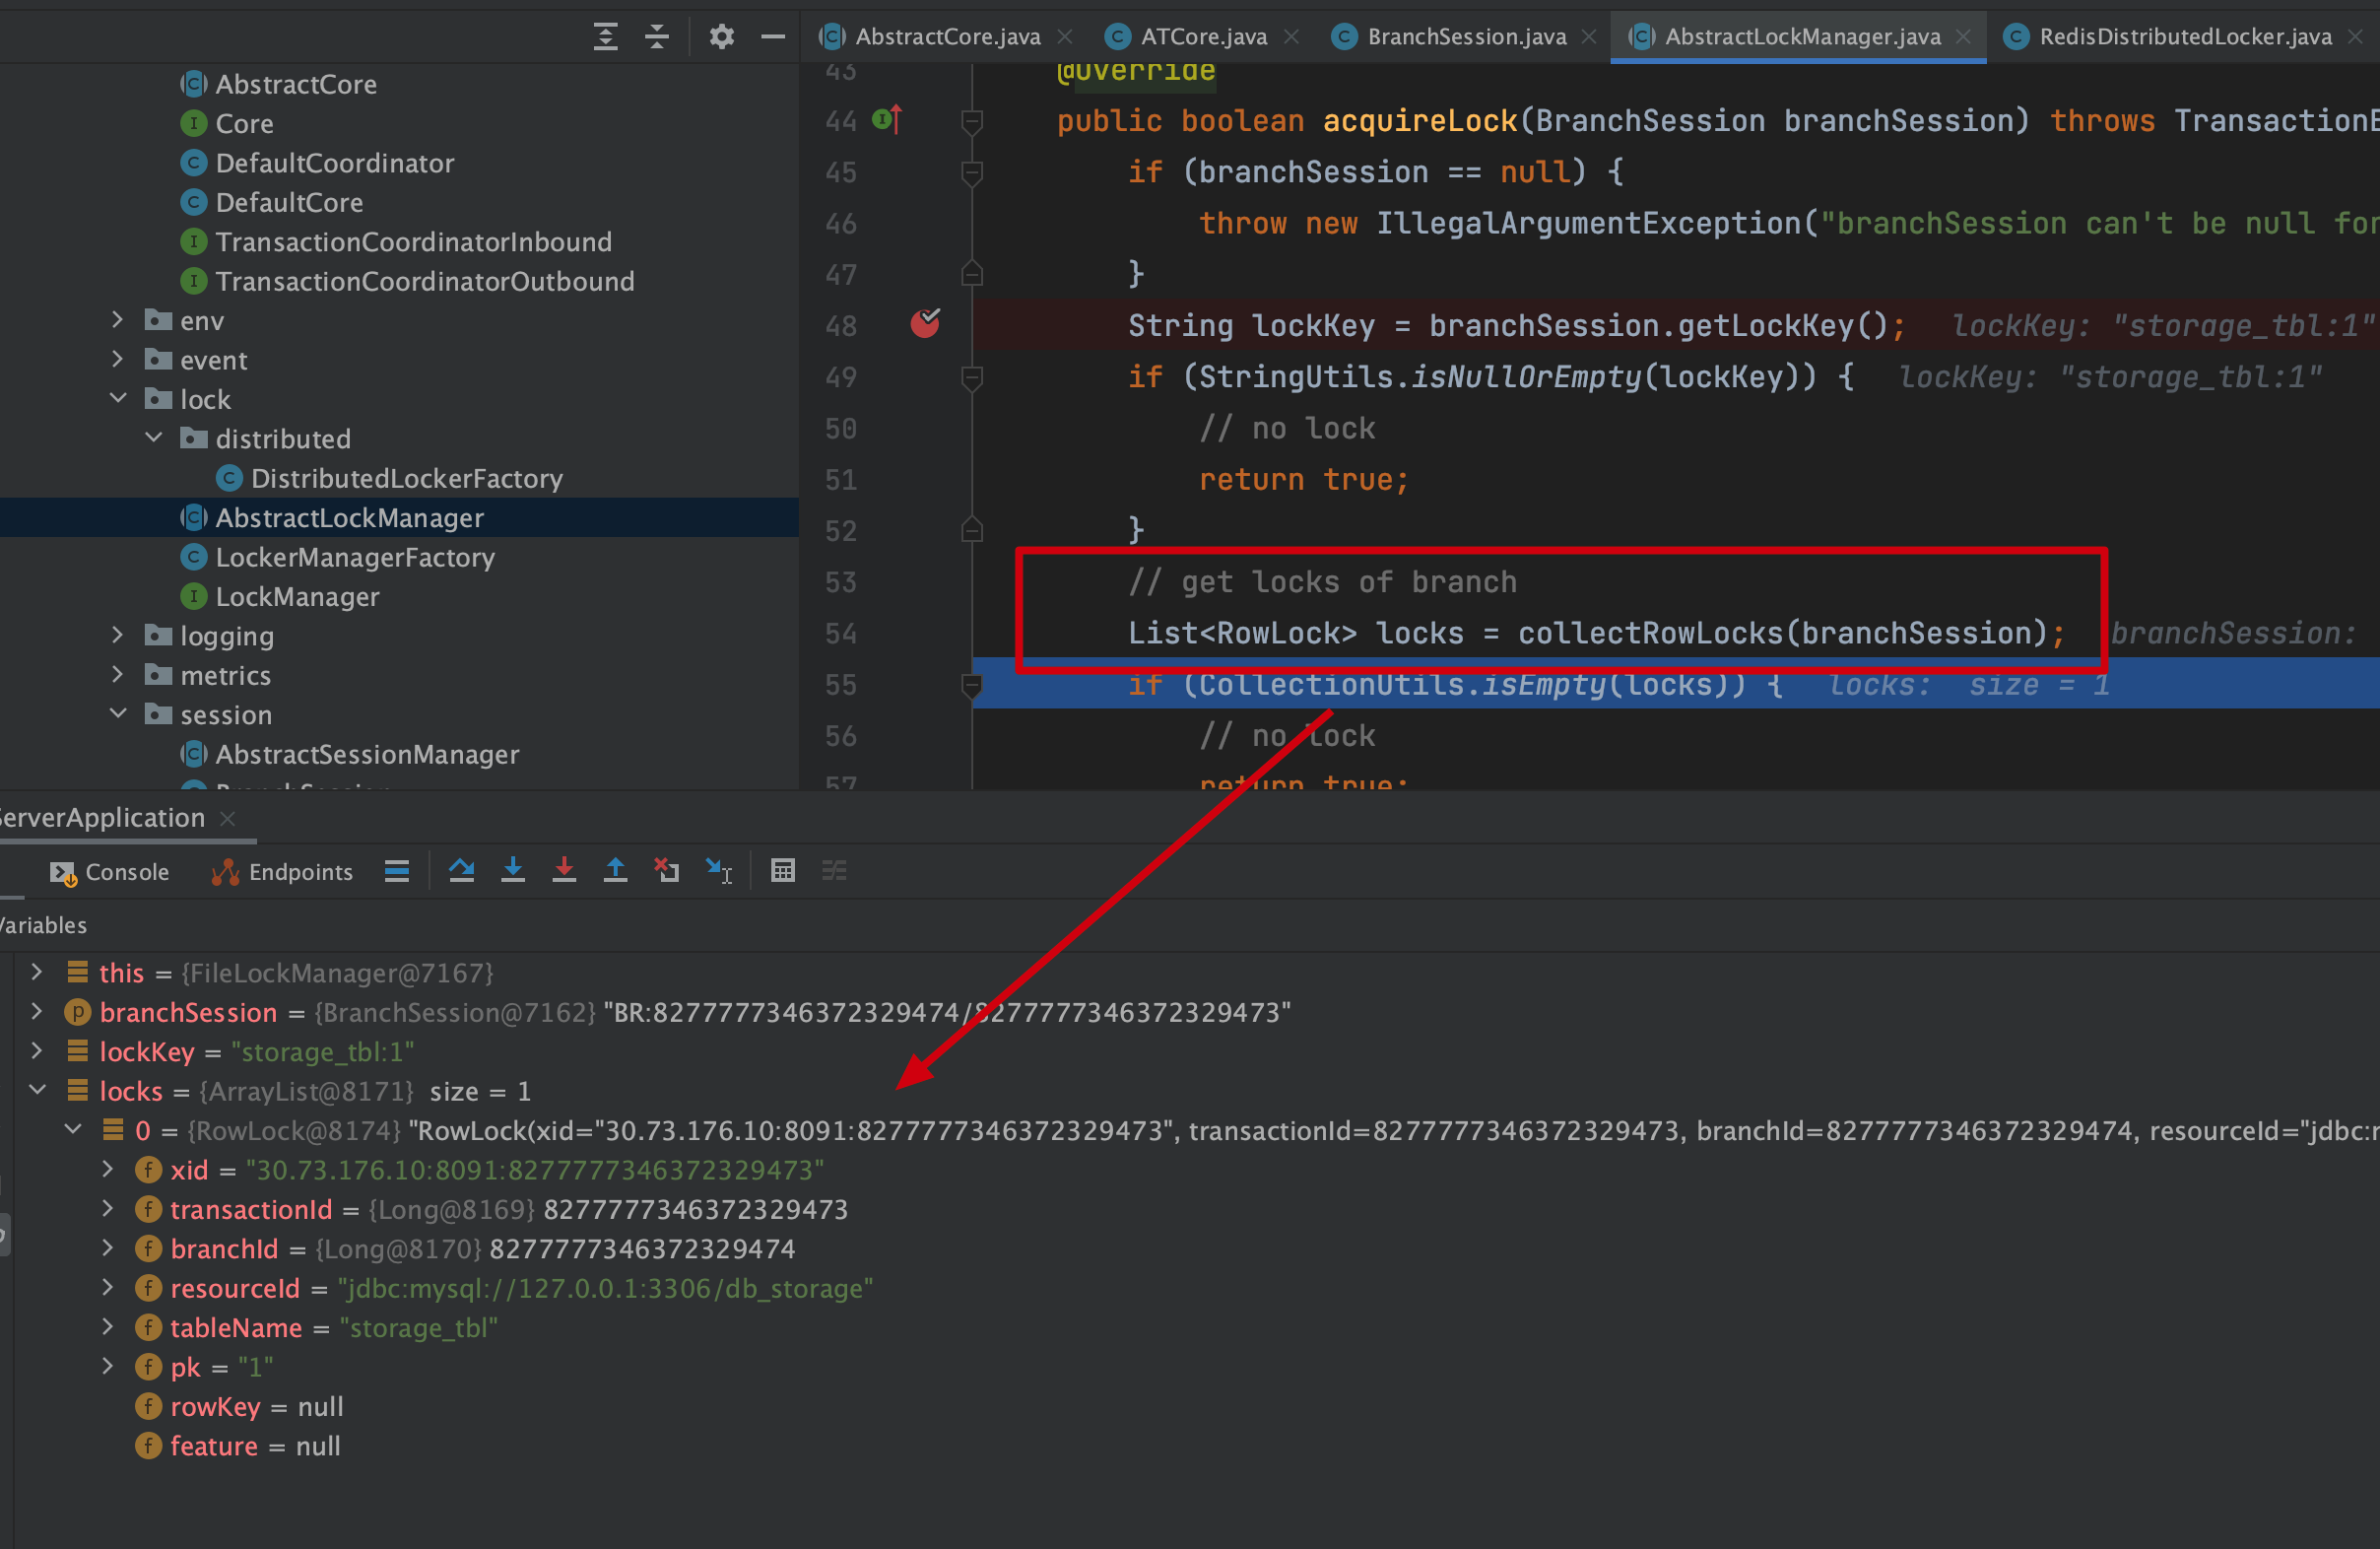 AbstractCore.java
ATCore.java
BranchSession.java
AbstractLockManager.java
RedisDistributedLocker.java
AbstractCore
Core
DefaultCoordinator
DefaultCore
TransactionCoordinatorInbound
TransactionCoordinatorOutbound
env
event
lock
distributed
DistributedLockerFactory
AbstractLockManager
LockerManagerFactory
LockManager
logging
metrics
session
AbstractSessionManager
BranchSession
43 @Override
44 public boolean acquireLock(BranchSession branchSession) throws TransactionE
45 if (branchSession == null) {
46 throw new IllegalArgumentException("branchSession can't be null for
47 }
48 String lockKey = branchSession.getLockKey(); lockKey: "storage_tbl:1"
49 if (StringUtils.isNullOrEmpty(lockKey)) { lockKey: "storage_tbl:1"
50 // no lock
51 return true;
52 }
53 // get locks of branch
54 List<RowLock> locks = collectRowLocks(branchSession); branchSession:
55 if (CollectionUtils.isEmpty(locks)) { locks: size = 1
56 // no lock
57 return true;
ServerApplication
Console
Endpoints
Variables
this = {FileLockManager@7167}
branchSession = {BranchSession@7162} "BR:8277777346372329474/8277777346372329473"
lockKey = "storage_tbl:1"
locks = {ArrayList@8171} size = 1
0 = {RowLock@8174} "RowLock(xid="30.73.176.10:8091:8277777346372329473", transactionId=8277777346372329473, branchId=8277777346372329474, resourceId="jdbc:r
xid = "30.73.176.10:8091:8277777346372329473"
transactionId = {Long@8169} 8277777346372329473
branchId = {Long@8170} 8277777346372329474
resourceId = "jdbc:mysql://127.0.0.1:3306/db_storage"
tableName = "storage_tbl"
pk = "1"
rowKey = null
feature = null